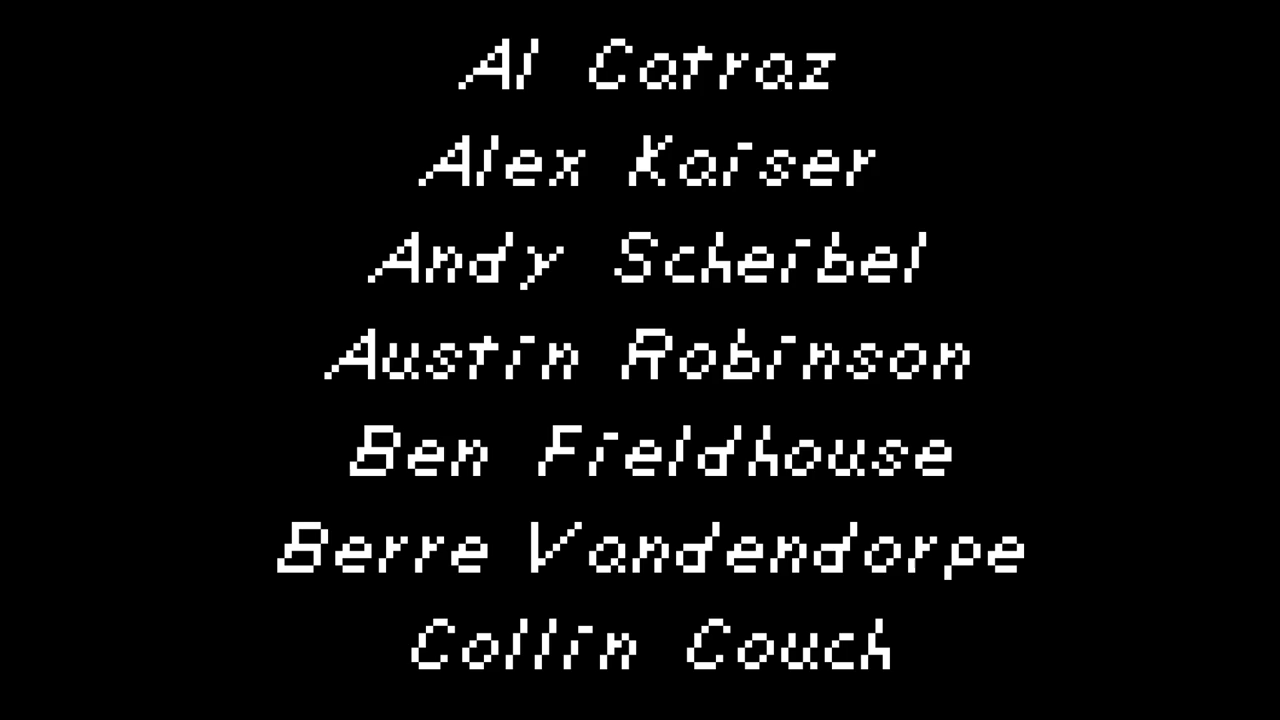 Al Catraz
Alex Kaiser
Andy Scheibel
Austin Robinson
Ben Fieldhouse
Berre Vandendorpe
Collin Couch